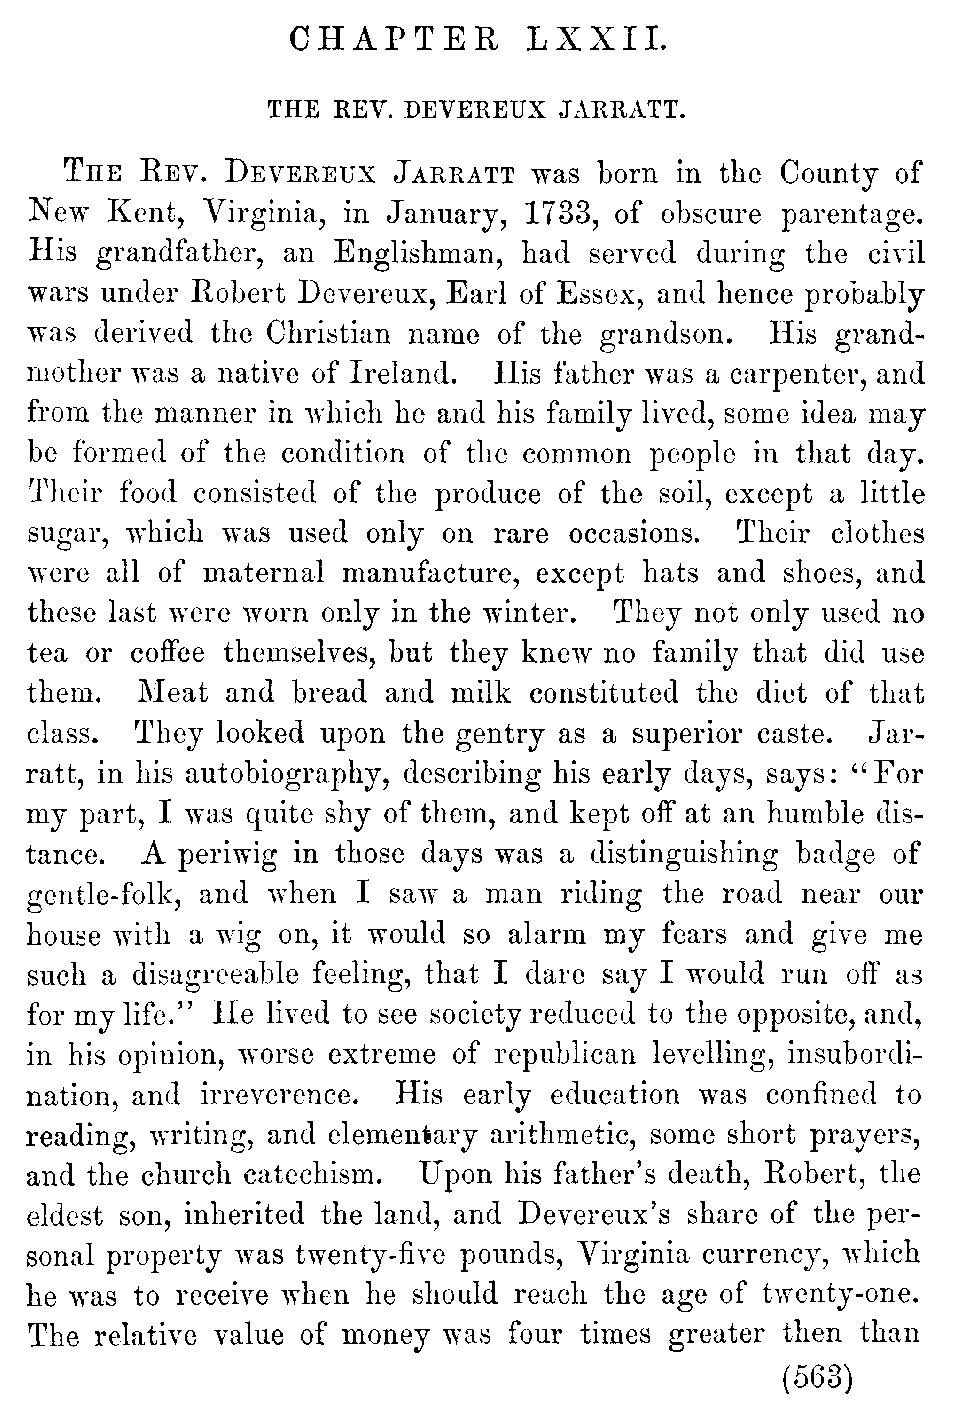 CHAPTER LXXII.
THE REV. DEVEREUX JARRATT.
THE REV. DEVEREUX JARRATT was born in the County of
New Kent, Virginia, in January, 1733, of obscure parentage.
His grandfather, an Englishman, had served during the civil
wars under Robert Devereux, Earl of Essex, and hence probably
was derived the Christian name of the grandson. His grand-
mother was a native of Ireland. His father was a carpenter, and
from the manner in which he and his family lived, some idea may
be formed of the condition of the common people in that day.
Their food consisted of the produce of the soil, except a little
sugar, which was used only on rare occasions. Their clothes
were all of maternal manufacture, except hats and shoes, and
these last were worn only in the winter. They not only used no
tea or coffee themselves, but they knew no family that did use
them. Meat and bread and milk constituted the diet of that
class. They looked upon the gentry as a superior caste. Jar-
ratt, in his autobiography, describing his early days, says: "For
my part, I was quite shy of them, and kept off at an humble dis-
tance. A periwig in those days was a distinguishing badge of
gentle-folk, and when I saw a man riding the road near our
house with a wig on, it would so alarm my fears and give me
such a disagreeable feeling, that I dare say I would run off as
for my life." He lived to see society reduced to the opposite, and,
in his opinion, worse extreme of republican levelling, insubordi-
nation, and irreverence. His early education was confined to
reading, writing, and elementary arithmetic, some short prayers,
and the church catechism. Upon his father's death, Robert, the
eldest son, inherited the land, and Devereux's share of the per-
sonal property was twenty-five pounds, Virginia currency, which
he was to receive when he should reach the age of twenty-one.
The relative value of money was four times greater then than
(563)